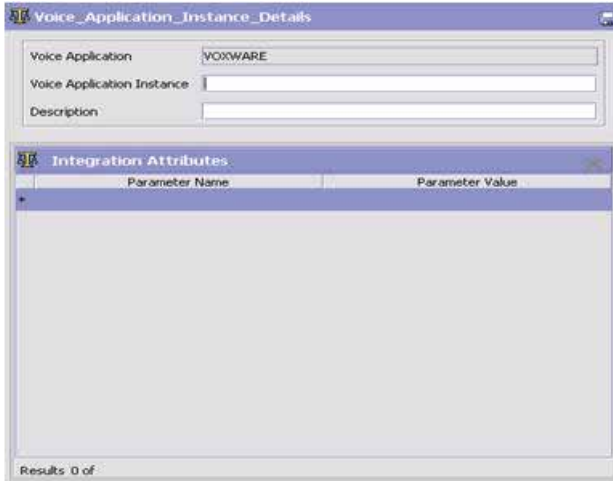 Voice_Application_Instance_Details
Voice Application VOXWARE
Voice Application Instance
Description
Integration Attributes
Parameter Name Parameter Value
*
Results 0 of